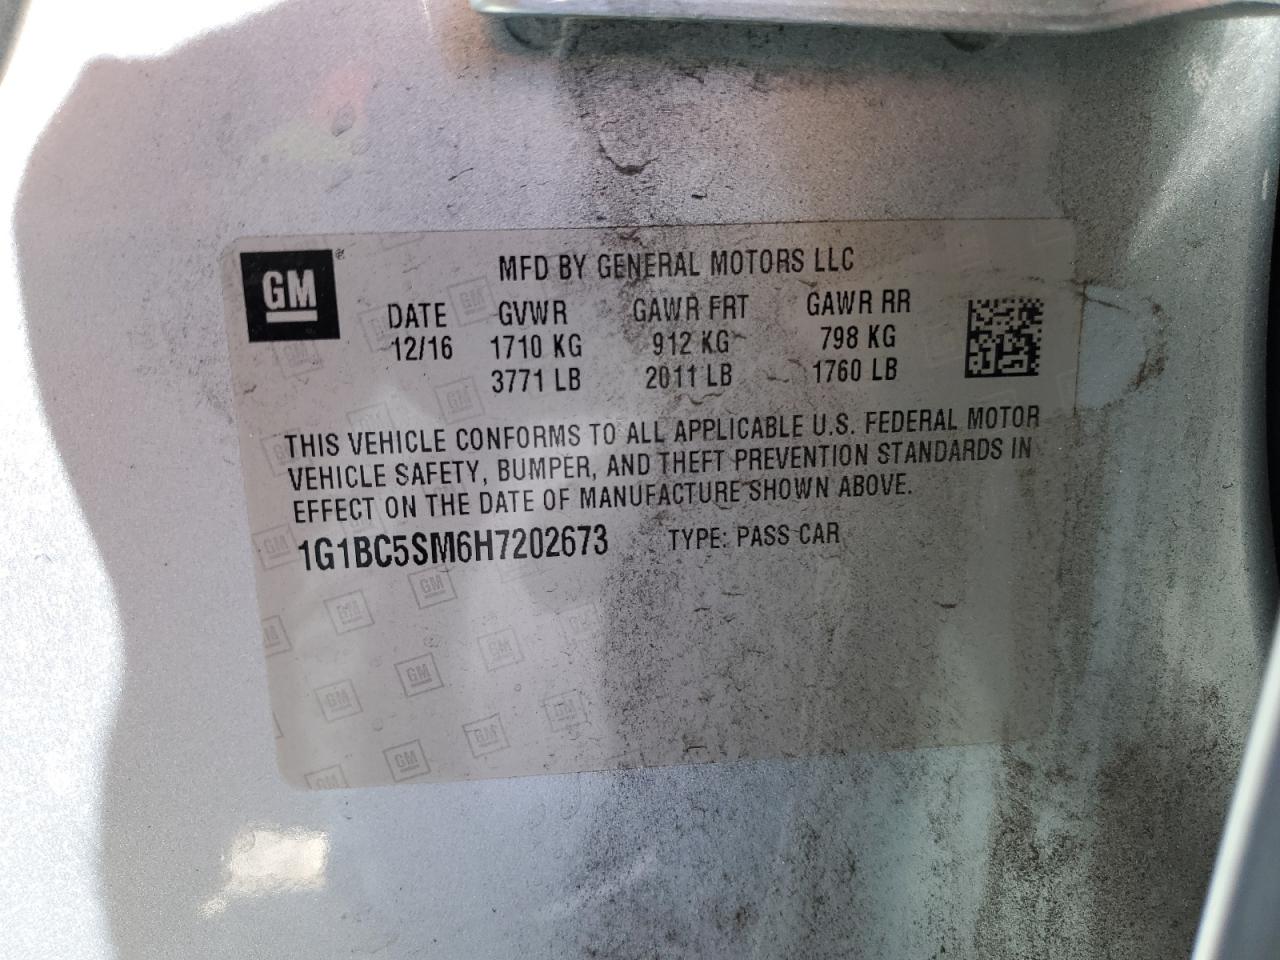 GM
MFD BY GENERAL MOTORS LLC
DATE GVWR GAWR FRT GAWR RR
12/16 1710 KG 912 KG 798 KG
3771 LB 2011 LB 1760 LB
THIS VEHICLE CONFORMS TO ALL APPLICABLE U.S. FEDERAL MOTOR
VEHICLE SAFETY, BUMPER, AND THEFT PREVENTION STANDARDS IN
EFFECT ON THE DATE OF MANUFACTURE SHOWN ABOVE.
1G1BC5SM6H7202673 TYPE: PASS CAR